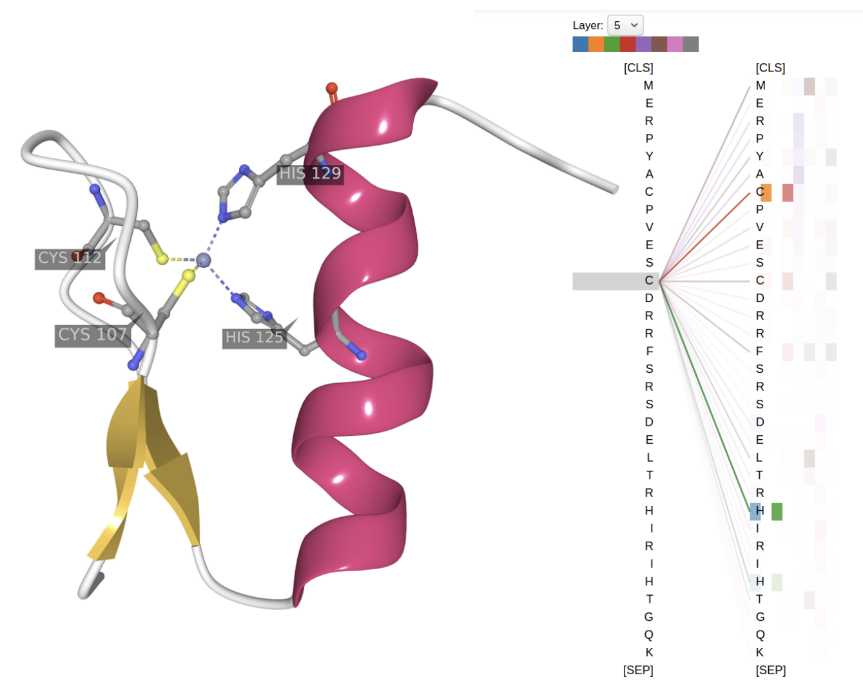 Layer: 5
HIS 129
CYS 112
CYS 107
HIS 125
[CLS] [CLS]
M M
E E
R R
P P
Y Y
A A
C C
P P
V V
E E
S S
C C
D D
R R
R R
F F
S S
R R
S S
D D
E E
L L
T T
R R
H H
I I
R R
I I
H H
T T
G G
Q Q
K K
[SEP] [SEP]